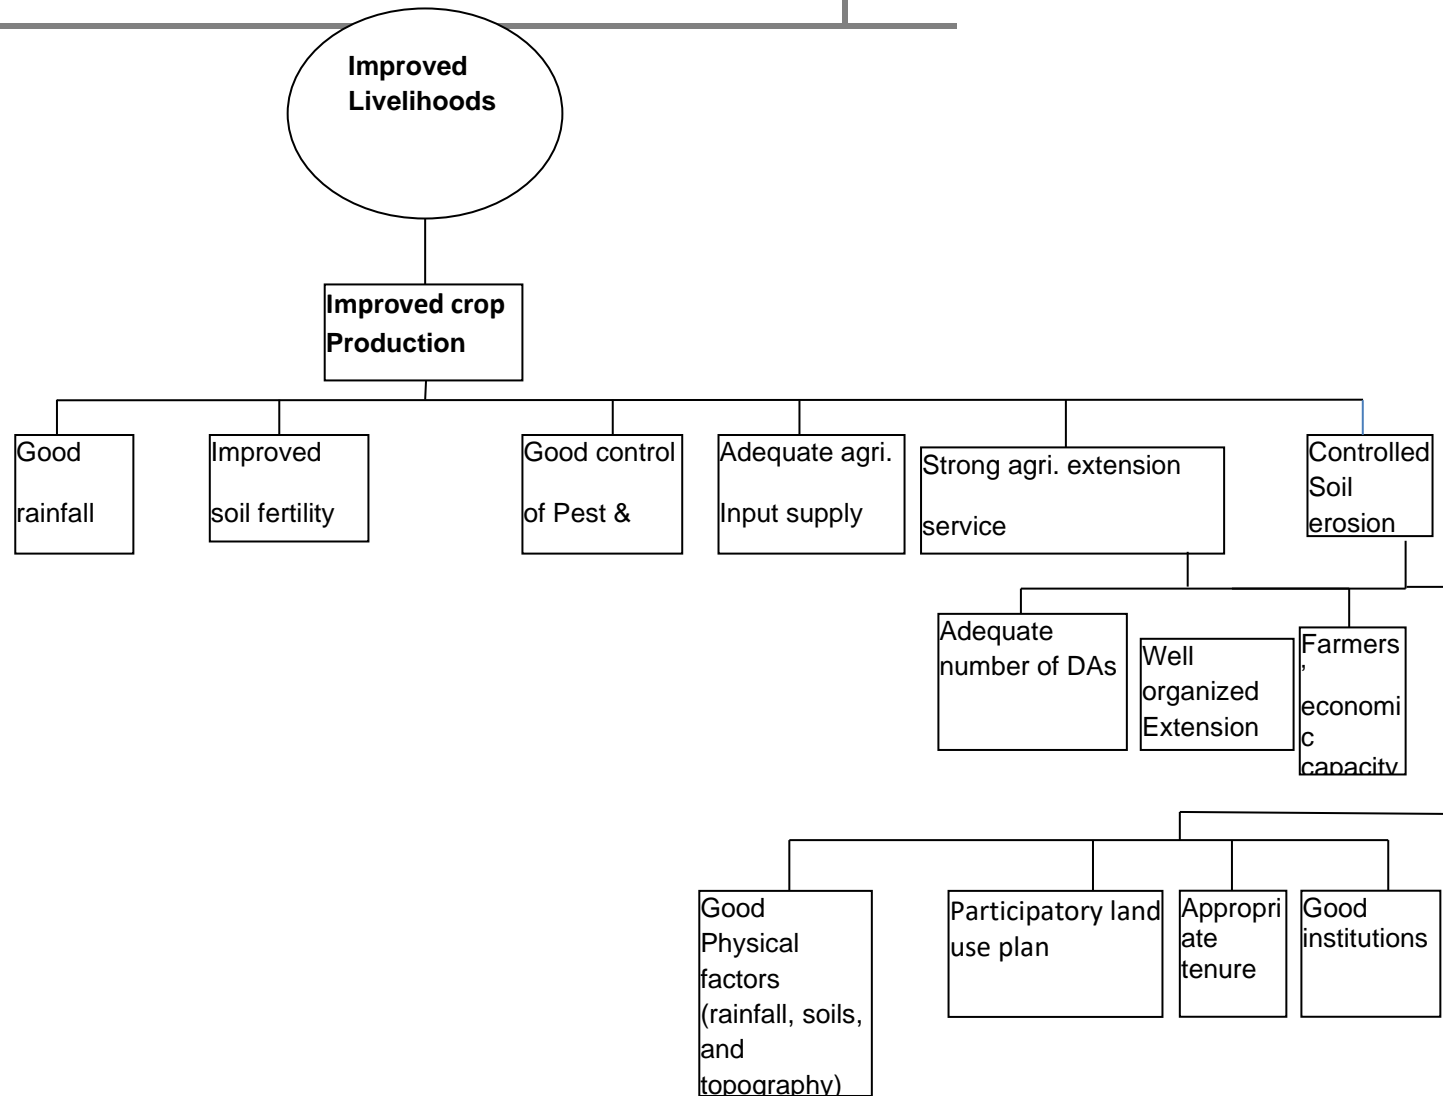 Improved
Livelihoods
Improved crop
Production
Good
rainfall
Improved
soil fertility
Good control
of Pest &
Adequate agri.
Input supply
Strong agri. extension
service
Controlled
Soil
erosion
Adequate
number of DAs
Well
organized
Extension
Farmers
’
economi
c
capacity
Good
Physical
factors
(rainfall, soils,
and
topography)
Participatory land
use plan
Appropri
ate
tenure
Good
institutions